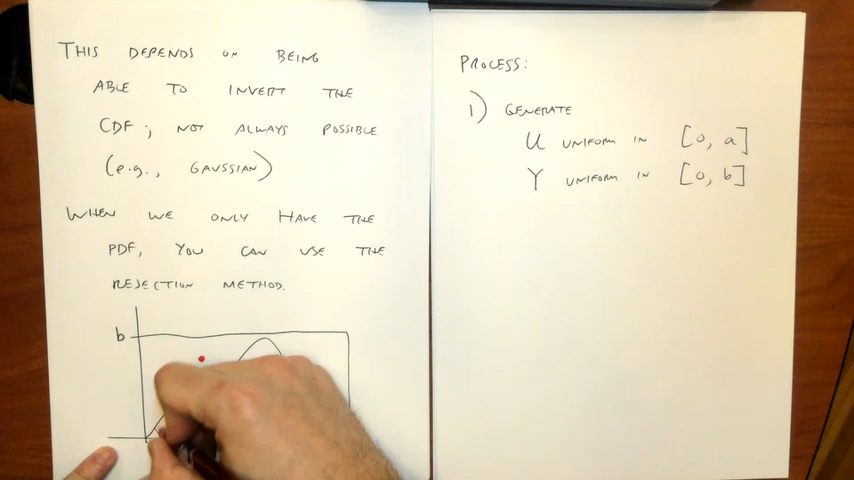 THIS DEPENDS ON BEING
ABLE TO INVERT THE
CDF; NOT ALWAYS POSSIBLE
(e.g., GAUSSIAN)
WHEN WE ONLY HAVE THE
PDF, YOU CAN USE THE
REJECTION METHOD.
b
PROCESS:
1) GENERATE
U UNIFORM IN [0, a]
Y UNIFORM IN [0, b]